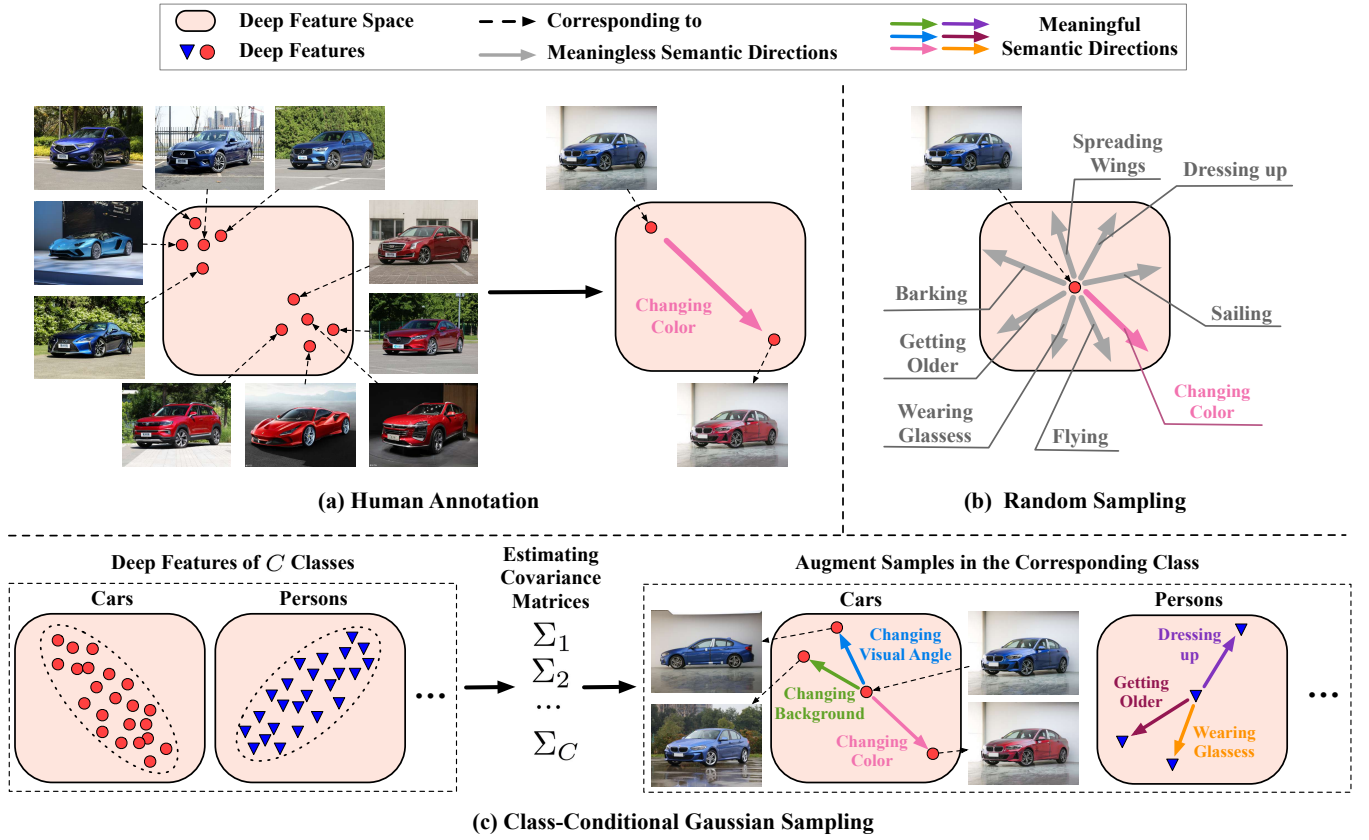 Deep Feature Space
Corresponding to
Meaningful
Deep Features
Meaningless Semantic Directions
Semantic Directions
Changing
Color
(a) Human Annotation
Spreading
Wings
Dressing up
Barking
Sailing
Getting
Older
Changing
Color
Wearing
Glassess
Flying
(b) Random Sampling
Deep Features of C Classes
Cars
Persons
...
Estimating
Covariance
Matrices
Σ1
Σ2
...
ΣC
Augment Samples in the Corresponding Class
Cars
Persons
Changing
Visual Angle
Changing
Background
Changing
Color
Dressing
up
Getting
Older
Wearing
Glassess
...
(c) Class-Conditional Gaussian Sampling